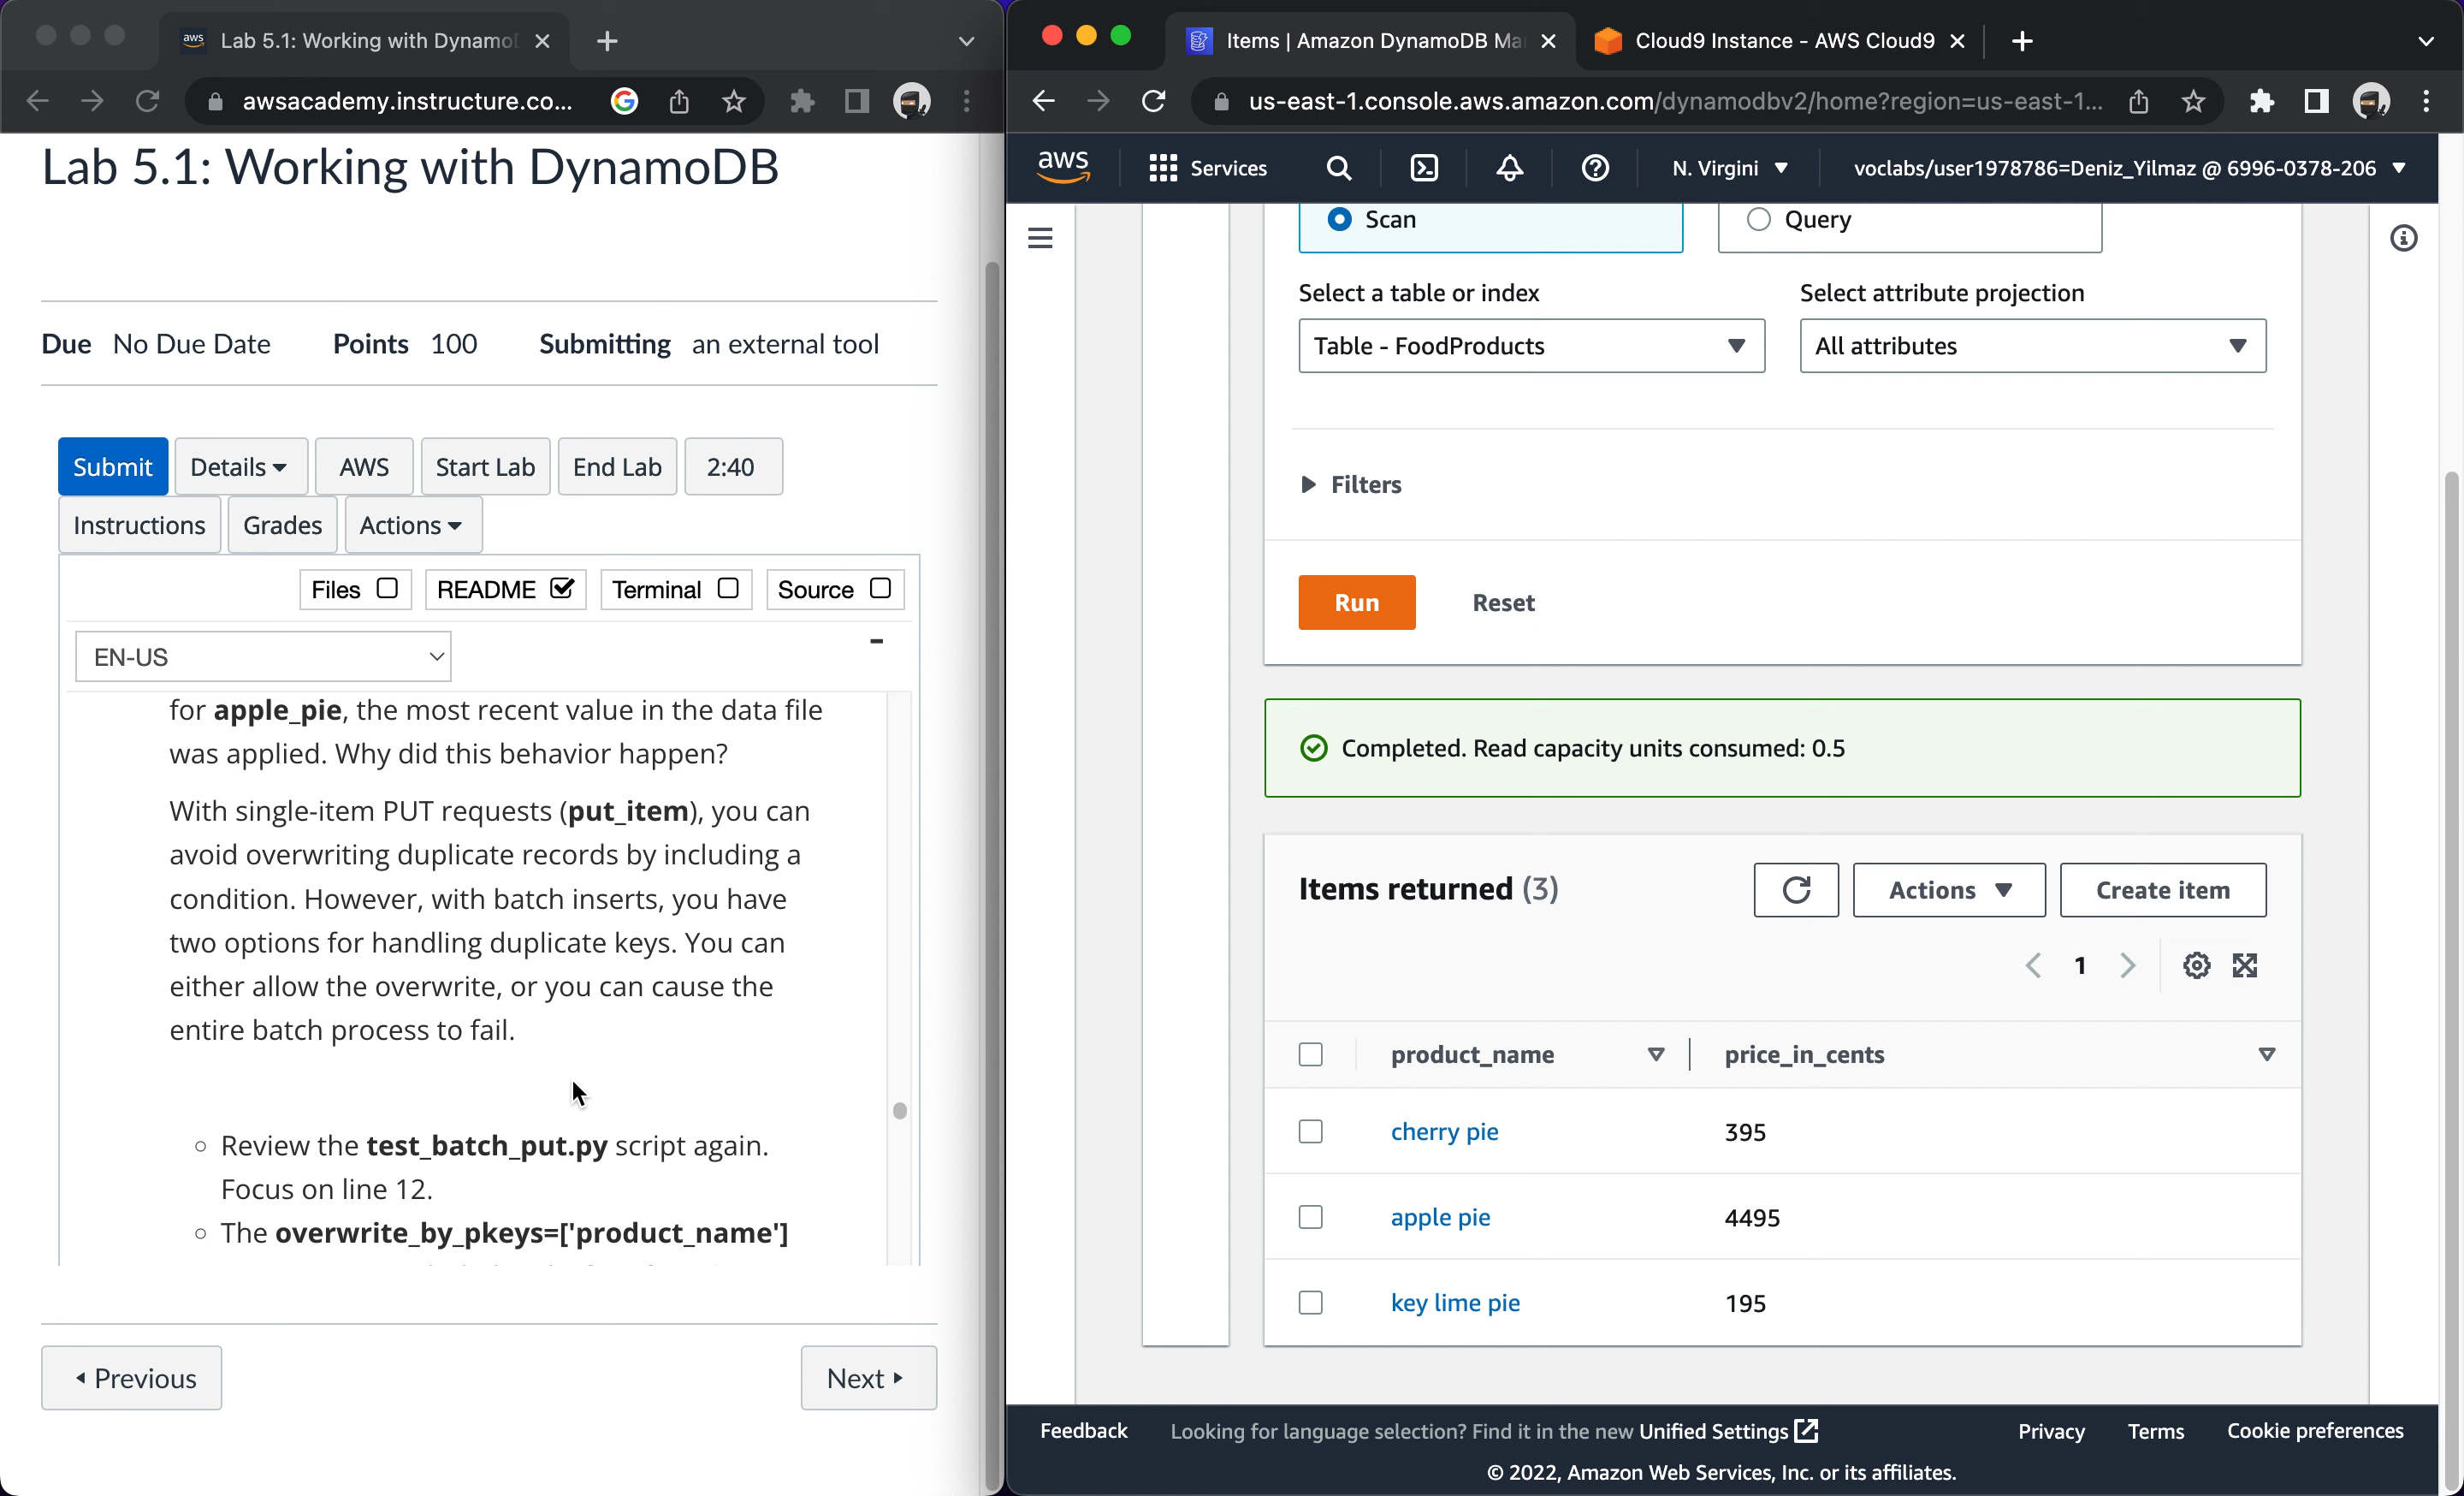 aws Lab 5.1: Working with Dynamo
awsacademy.instructure.co...
Lab 5.1: Working with DynamoDB
Due No Due Date Points 100 Submitting an external tool
Submit Details AWS Start Lab End Lab 2:40
Instructions Grades Actions
Files README Terminal Source
EN-US
for apple_pie, the most recent value in the data file
was applied. Why did this behavior happen?
With single-item PUT requests (put_item), you can
avoid overwriting duplicate records by including a
condition. However, with batch inserts, you have
two options for handling duplicate keys. You can
either allow the overwrite, or you can cause the
entire batch process to fail.
Review the test_batch_put.py script again.
Focus on line 12.
The overwrite_by_pkeys=['product_name']
Previous Next
Items | Amazon DynamoDB Ma Cloud9 Instance - AWS Cloud9
us-east-1.console.aws.amazon.com/dynamodbv2/home?region=us-east-1...
aws Services N. Virgini voclabs/user1978786=Deniz_Yilmaz @ 6996-0378-206
Scan Query
Select a table or index Select attribute projection
Table - FoodProducts All attributes
Filters
Run Reset
Completed. Read capacity units consumed: 0.5
Items returned (3) Actions Create item
1
product_name price_in_cents
cherry pie 395
apple pie 4495
key lime pie 195
Feedback Looking for language selection? Find it in the new Unified Settings Privacy Terms Cookie preferences
© 2022, Amazon Web Services, Inc. or its affiliates.